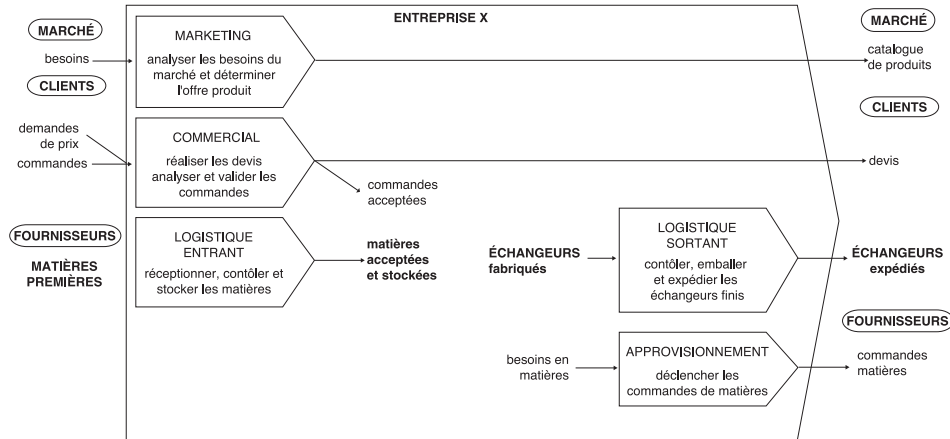 ENTREPRISE X
MARCHÉ
besoins
CLIENTS
MARKETING
analyser les besoins du
marché et déterminer
l'offre produit
MARCHÉ
catalogue
de produits
CLIENTS
demandes
de prix
commandes
COMMERCIAL
réaliser les devis
analyser et valider les
commandes
commandes
acceptées
devis
FOURNISSEURS
MATIÈRES
PREMIÈRES
LOGISTIQUE
ENTRANT
réceptionner, contôler et
stocker les matières
matières
acceptées
et stockées
ÉCHANGEURS
fabriqués
LOGISTIQUE
SORTANT
contôler, emballer
et expédier les
échangeurs finis
ÉCHANGEURS
expédiés
FOURNISSEURS
besoins en
matières
APPROVISIONNEMENT
déclencher les
commandes de matières
commandes
matières